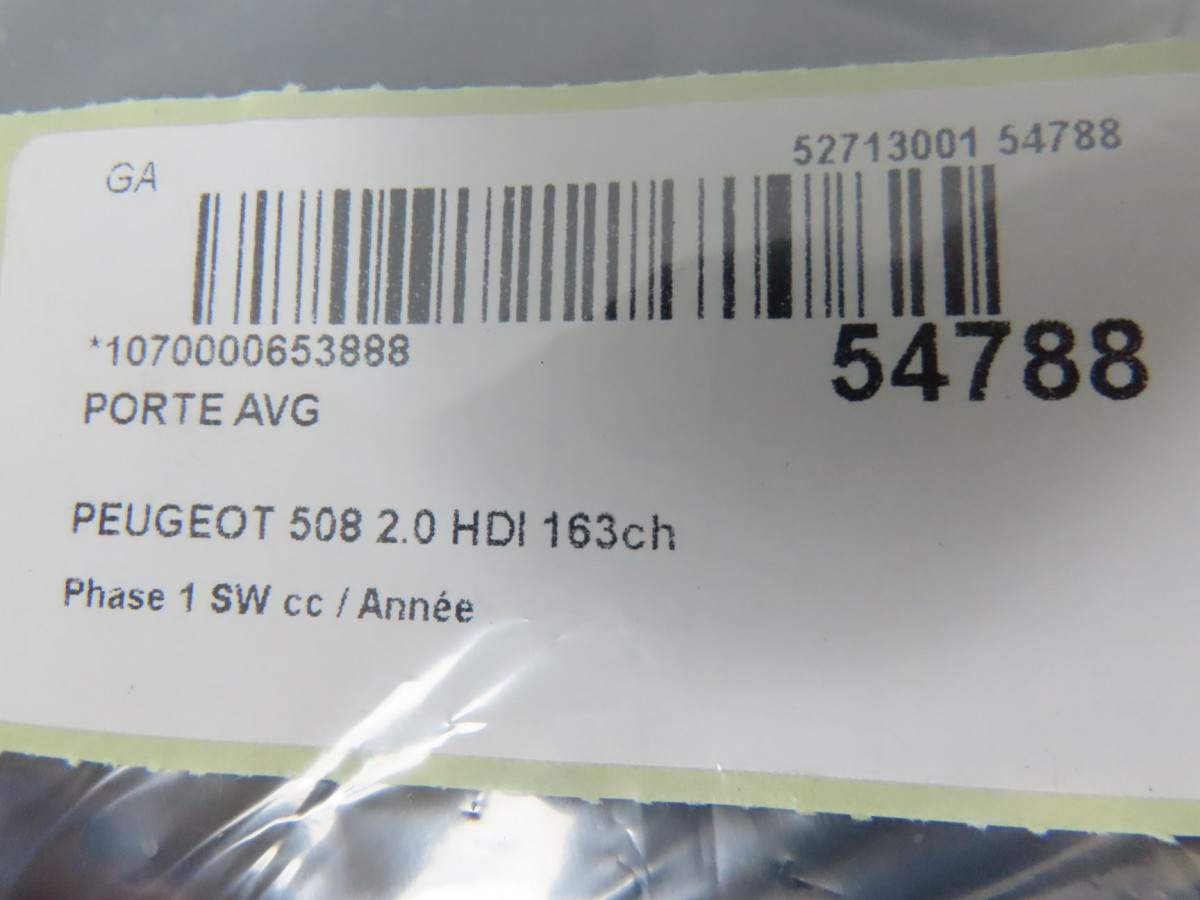 GA
52713001 54788
*1070000653888
54788
PORTE AVG
PEUGEOT 508 2.0 HDI 163ch
Phase 1 SW cc / Année